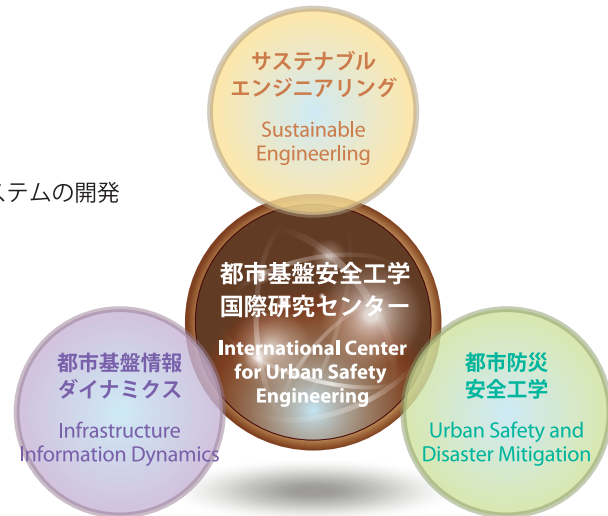 サステナブル
エンジニアリング
Sustainable
Engineerling
ステムの開発
都市基盤安全工学
国際研究センター
International Center
for Urban Safety
Engineering
都市基盤情報
ダイナミクス
Infrastructure
Information Dynamics
都市防災
安全工学
Urban Safety and
Disaster Mitigation